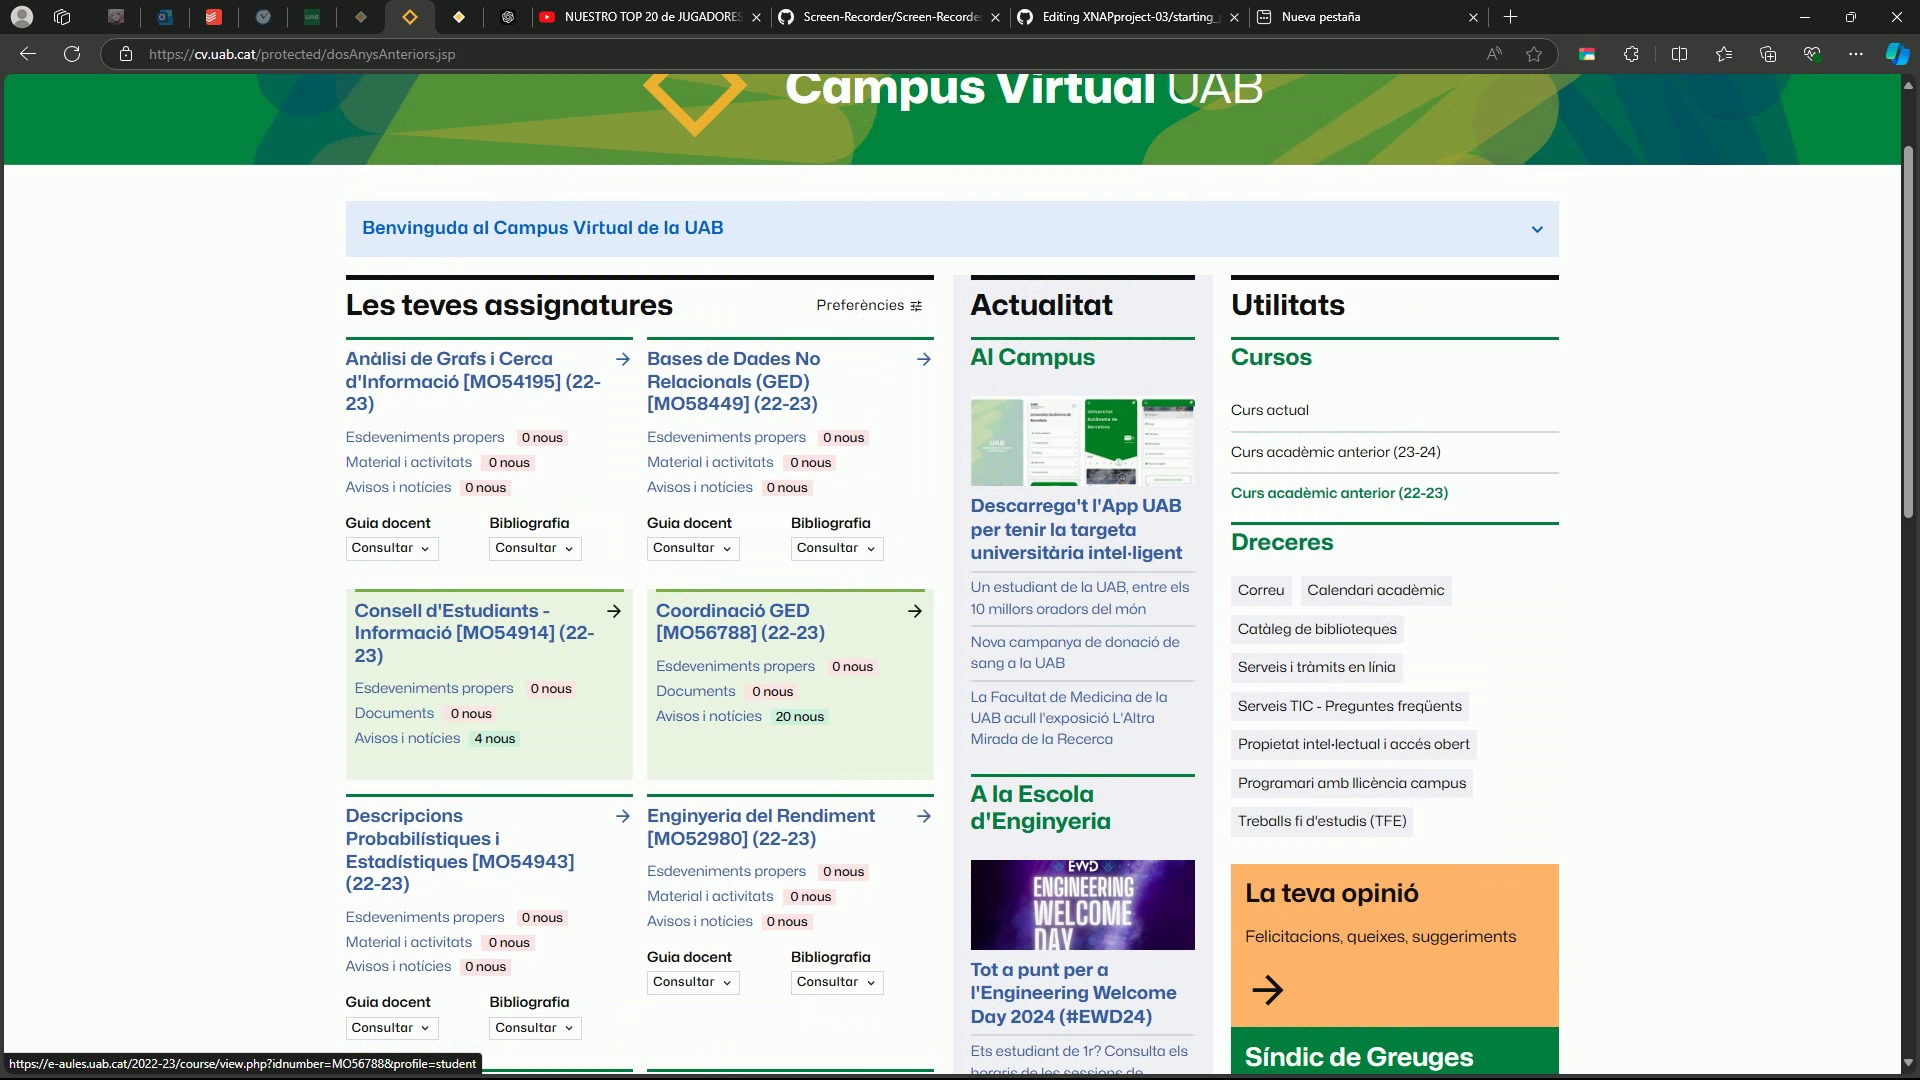 NUESTRO TOP 20 de JUGADORES
Screen-Recorder/Screen-Recorde
Editing XNAPproject-03/starting_
Nueva pestaña
https://cv.uab.cat/protected/dosAnysAnteriors.jsp
Campus Virtual UAB
Benvinguda al Campus Virtual de la UAB
Les teves assignatures
Preferències
Anàlisi de Grafs i Cerca
d'Informació [MO54195] (22-
23)
Esdeveniments propers 0 nous
Material i activitats 0 nous
Avisos i notícies 0 nous
Guia docent Bibliografia
Consultar Consultar
Bases de Dades No
Relacionals (GED)
[MO58449] (22-23)
Esdeveniments propers 0 nous
Material i activitats 0 nous
Avisos i notícies 0 nous
Guia docent Bibliografia
Consultar Consultar
Consell d'Estudiants -
Informació [MO54914] (22-
23)
Esdeveniments propers 0 nous
Documents 0 nous
Avisos i notícies 4 nous
Coordinació GED
[MO56788] (22-23)
Esdeveniments propers 0 nous
Documents 0 nous
Avisos i notícies 20 nous
Descripcions
Probabilístiques i
Estadístiques [MO54943]
(22-23)
Esdeveniments propers 0 nous
Material i activitats 0 nous
Avisos i notícies 0 nous
Guia docent Bibliografia
Consultar Consultar
Enginyeria del Rendiment
[MO52980] (22-23)
Esdeveniments propers 0 nous
Material i activitats 0 nous
Avisos i notícies 0 nous
Guia docent Bibliografia
Consultar Consultar
Actualitat
Al Campus
Descarrega't l'App UAB
per tenir la targeta
universitària intel·ligent
Un estudiant de la UAB, entre els
10 millors oradors del món
Nova campanya de donació de
sang a la UAB
La Facultat de Medicina de la
UAB acull l'exposició L'Altra
Mirada de la Recerca
A la Escola
d'Enginyeria
EWD
ENGINEERING
WELCOME
DAY
Tot a punt per a
l'Engineering Welcome
Day 2024 (#EWD24)
Ets estudiant de 1r? Consulta els
horaris de les sessions de
Utilitats
Cursos
Curs actual
Curs acadèmic anterior (23-24)
Curs acadèmic anterior (22-23)
Dreceres
Correu
Calendari acadèmic
Catàleg de biblioteques
Serveis i tràmits en línia
Serveis TIC - Preguntes freqüents
Propietat intel·lectual i accés obert
Programari amb llicència campus
Treballs fi d'estudis (TFE)
La teva opinió
Felicitacions, queixes, suggeriments
Síndic de Greuges
https://e-aules.uab.cat/2022-23/course/view.php?idnumber=MO56788&profile=student